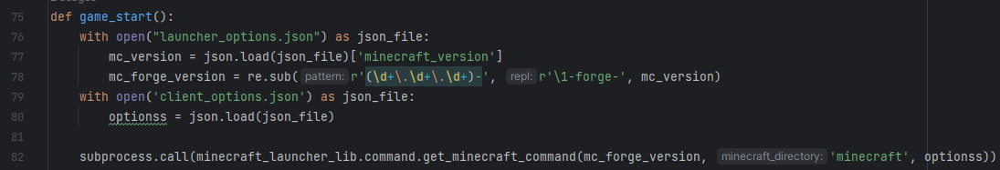 75 def game_start():
76 with open("launcher_options.json") as json_file:
77 mc_version = json.load(json_file)['minecraft_version']
78 mc_forge_version = re.sub( pattern: r'(\d+\.\d+\.\d+)-', repl: r'\1-forge-', mc_version)
79 with open('client_options.json') as json_file:
80 optionss = json.load(json_file)
81
82 subprocess.call(minecraft_launcher_lib.command.get_minecraft_command(mc_forge_version, minecraft_directory: 'minecraft', optionss))